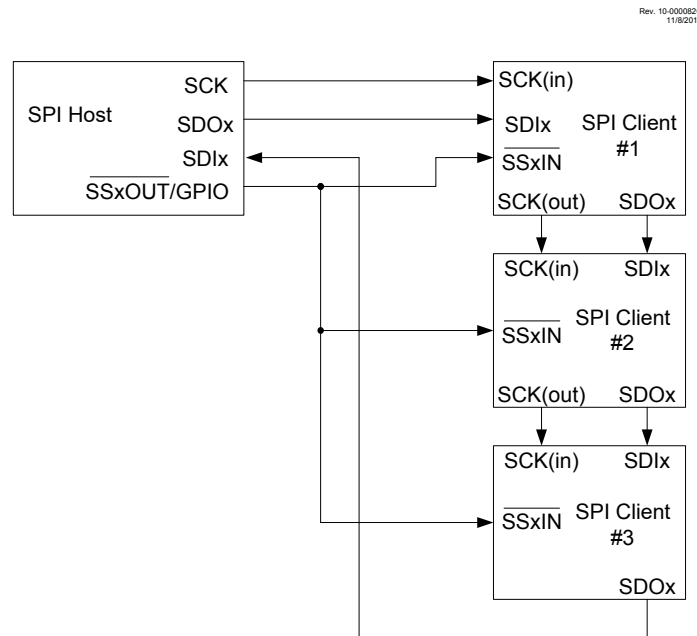 Rev. 10-000082
11/8/201
SPI Host
SCK
SDOx
SDIx
SSxOUT/GPIO
SCK(in)
SDIx
SPI Client
#1
SSxIN
SCK(out) SDOx
SCK(in) SDIx
SPI Client
#2
SSxIN
SCK(out) SDOx
SCK(in) SDIx
SPI Client
#3
SSxIN
SDOx